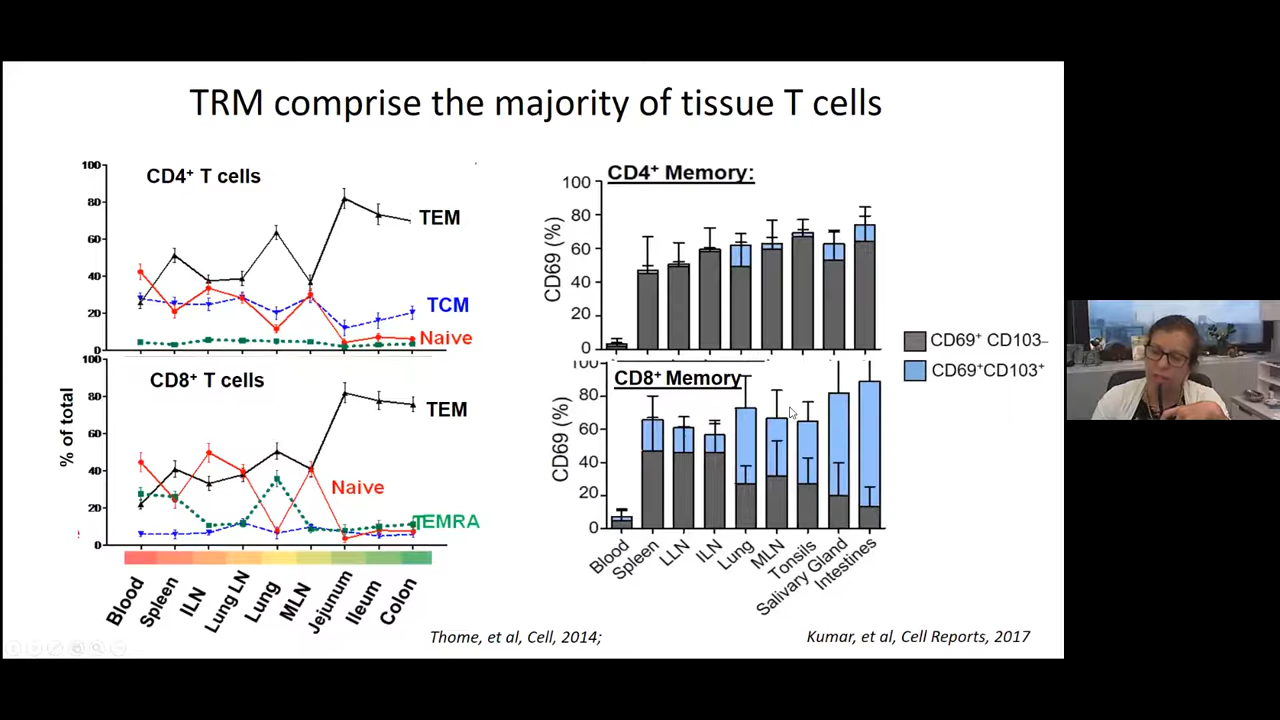 TRM comprise the majority of tissue T cells
100
80
60
40
20
0
CD4⁺ T cells
TEM
TCM
Naive
% of total
100
80
60
40
20
0
CD8⁺ T cells
TEM
Naive
TEMRA
Blood
Spleen
ILN
Lung LN
Lung
MLN
Jejunum
Ileum
Colon
Thome, et al, Cell, 2014;
CD4⁺ Memory:
CD69 (%)
100
80
60
40
20
0
CD8⁺ Memory
CD69 (%)
100
80
60
40
20
0
Blood
Spleen
LLN
ILN
Lung
MLN
Tonsils
Salivary Gland
Intestines
CD69⁺ CD103–
CD69⁺CD103⁺
Kumar, et al, Cell Reports, 2017